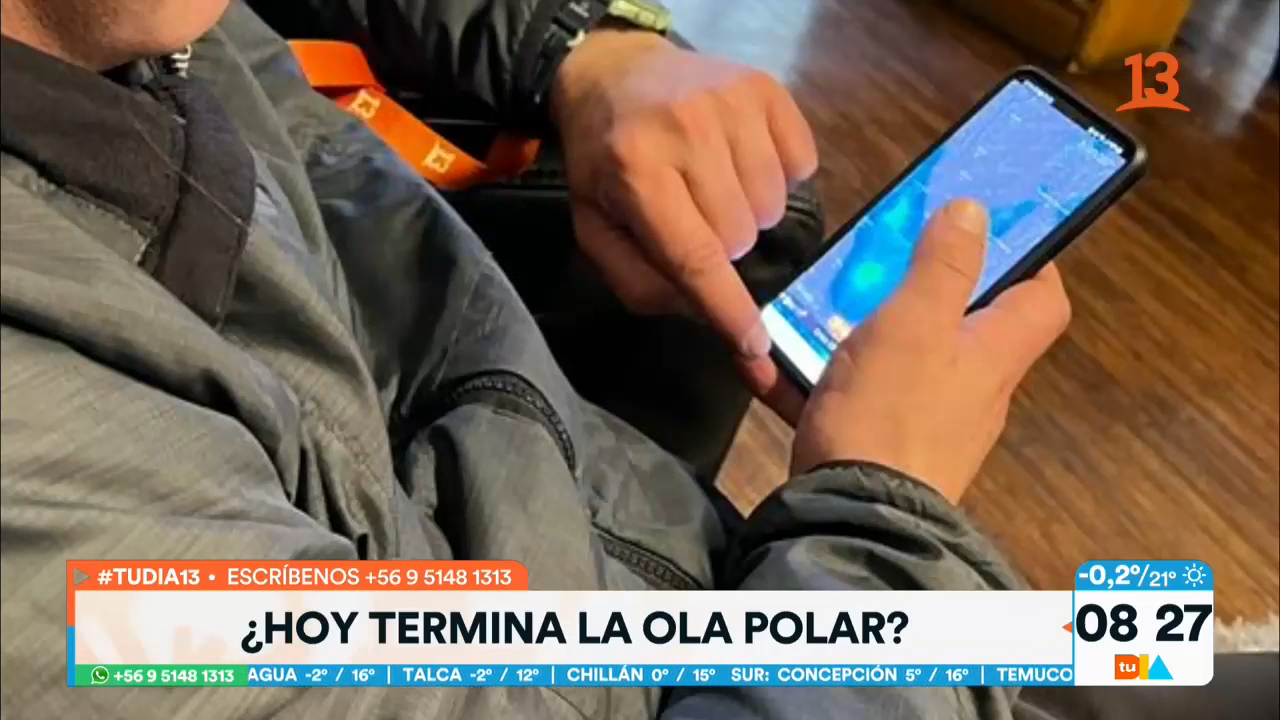 13
#TUDIA13 • ESCRÍBENOS +56 9 5148 1313
-0,2°/21°
¿HOY TERMINA LA OLA POLAR?
08 27
+56 9 5148 1313 AGUA -2° / 16° | TALCA -2° / 12° | CHILLÁN 0° / 15° SUR: CONCEPCIÓN 5° / 16° | TEMUCO
tu DÍA